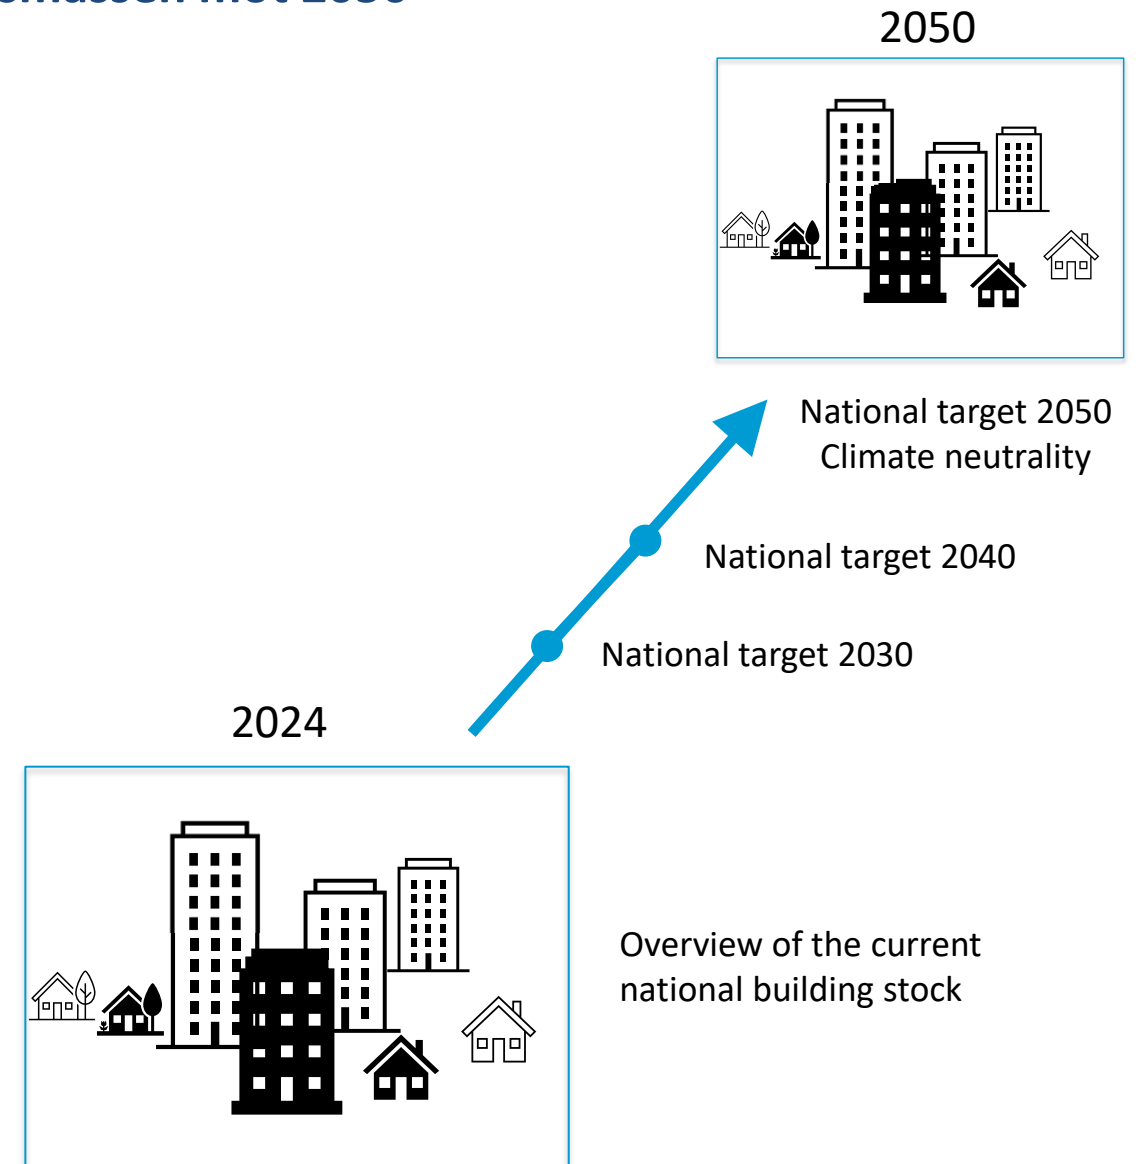 mot
2050
National target 2050
Climate neutrality
National target 2040
National target 2030
2024
Overview of the current
national building stock